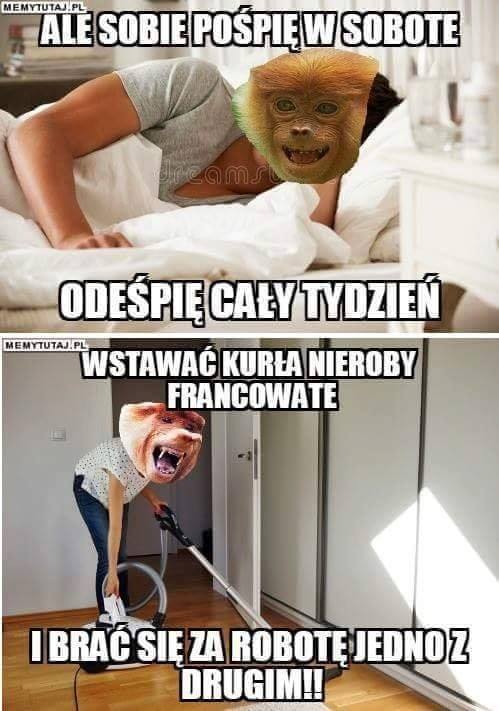 MEMYTUTAJ.PL
ALE SOBIE POŚPIĘ W SOBOTE
dreams
ODEŚPIĘ CAŁY TYDZIEŃ
MEMYTUTAJ.PL
WSTAWAĆ KURŁA NIEROBY
FRANCOWATE
I BRAĆ SIĘ ZA ROBOTĘ JEDNO Z
DRUGIM!!